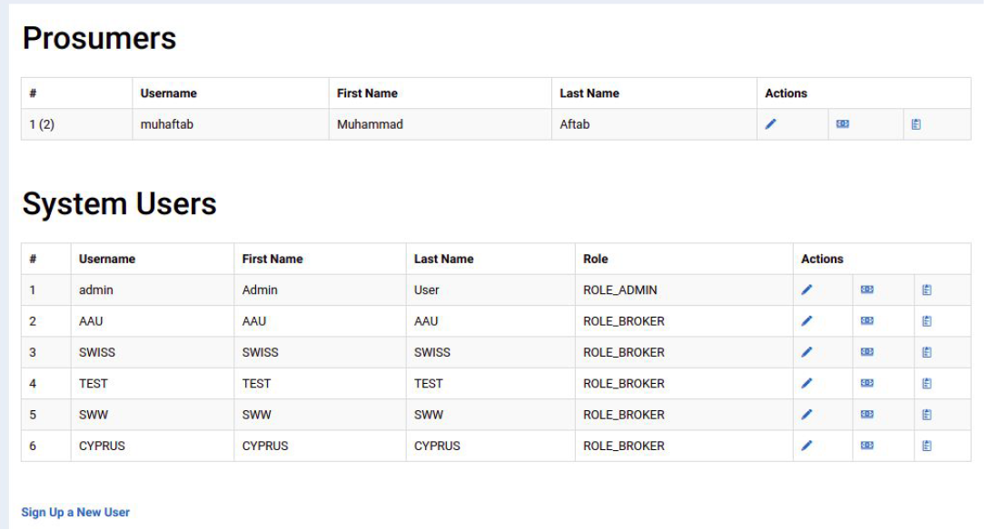 Prosumers
# Username First Name Last Name Actions
1 (2) muhaftab Muhammad Aftab
System Users
# Username First Name Last Name Role Actions
1 admin Admin User ROLE_ADMIN
2 AAU AAU AAU ROLE_BROKER
3 SWISS SWISS SWISS ROLE_BROKER
4 TEST TEST TEST ROLE_BROKER
5 SWW SWW SWW ROLE_BROKER
6 CYPRUS CYPRUS CYPRUS ROLE_BROKER
Sign Up a New User